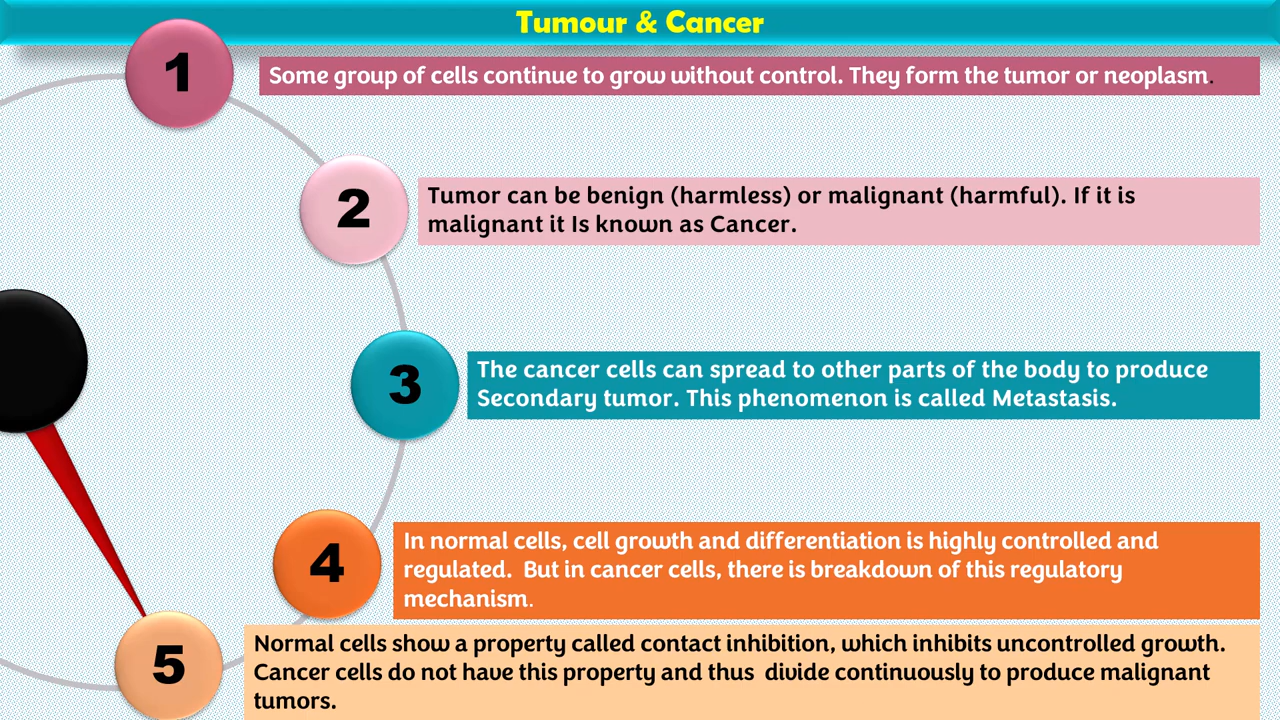 Tumour & Cancer
1
Some group of cells continue to grow without control. They form the tumor or neoplasm.
2
Tumor can be benign (harmless) or malignant (harmful). If it is
malignant it Is known as Cancer.
3
The cancer cells can spread to other parts of the body to produce
Secondary tumor. This phenomenon is called Metastasis.
4
In normal cells, cell growth and differentiation is highly controlled and
regulated.  But in cancer cells, there is breakdown of this regulatory
mechanism.
5
Normal cells show a property called contact inhibition, which inhibits uncontrolled growth.
Cancer cells do not have this property and thus  divide continuously to produce malignant
tumors.